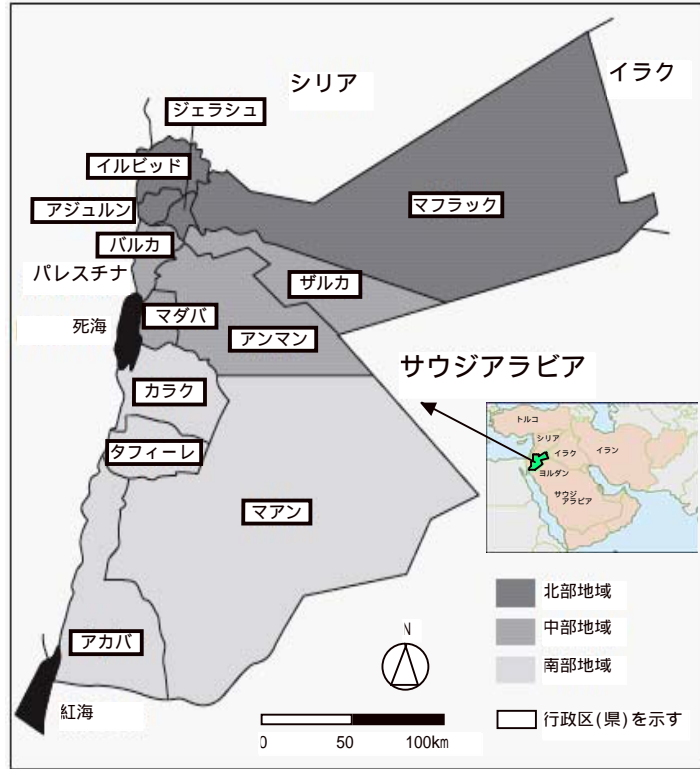 シリア
イラク
ジェラシュ
イルビッド
アジュルン
マフラック
バルカ
パレスチナ
ザルカ
死海
マダバ
アンマン
サウジアラビア
カラク
タフィーレ
マアン
トルコ
シリア
イラク
イラン
ヨルダン
サウジ
アラビア
北部地域
中部地域
南部地域
アカバ
N
紅海
0 50 100km
行政区(県)を示す